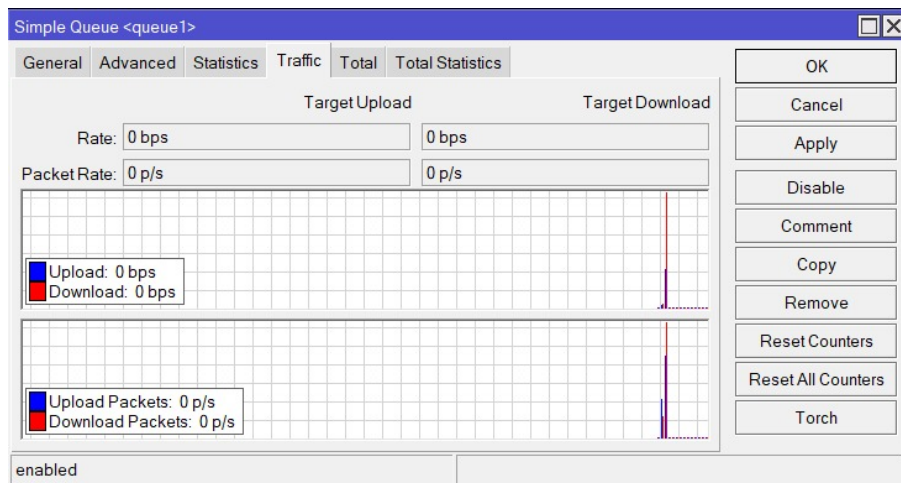 Simple Queue <queue1>
General Advanced Statistics Traffic Total Total Statistics
Target Upload Target Download
Rate: 0 bps 0 bps
Packet Rate: 0 p/s 0 p/s
Upload: 0 bps
Download: 0 bps
Upload Packets: 0 p/s
Download Packets: 0 p/s
OK
Cancel
Apply
Disable
Comment
Copy
Remove
Reset Counters
Reset All Counters
Torch
enabled